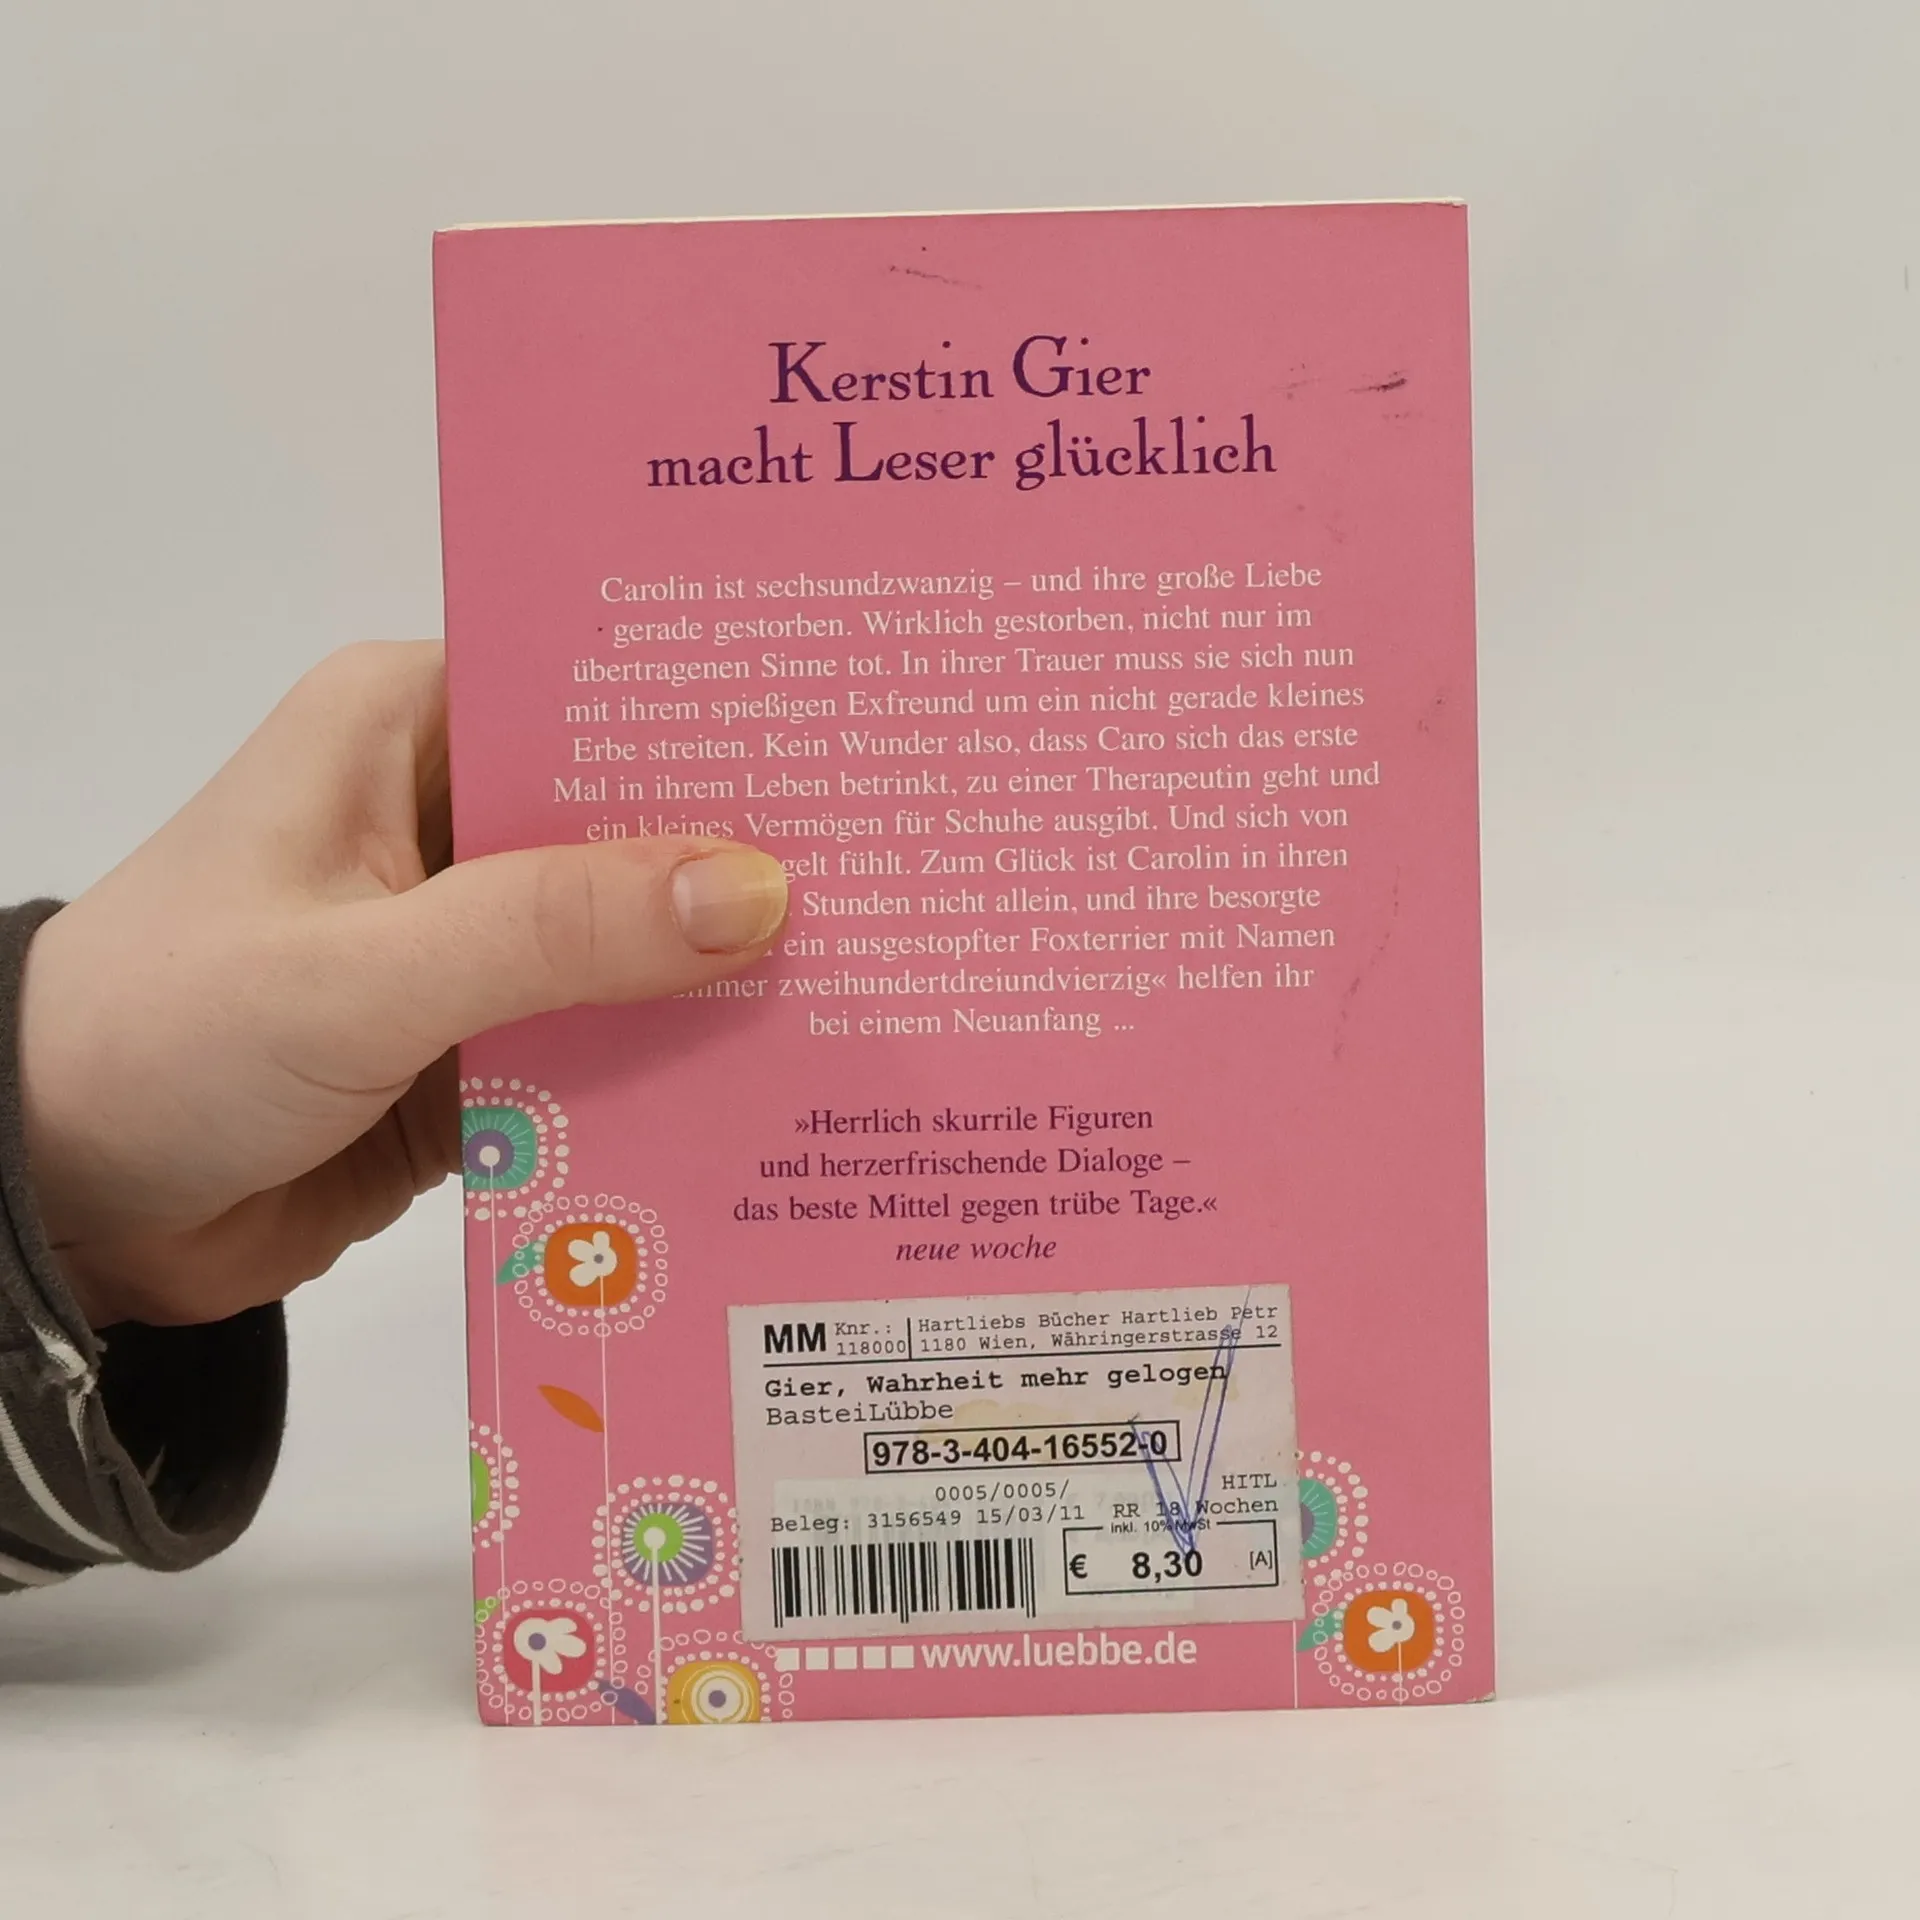 Kerstin Gier
macht Leser glücklich
Carolin ist sechsundzwanzig – und ihre große Liebe
gerade gestorben. Wirklich gestorben, nicht nur im
übertragenen Sinne tot. In ihrer Trauer muss sie sich nun
mit ihrem spießigen Exfreund um ein nicht gerade kleines
Erbe streiten. Kein Wunder also, dass Caro sich das erste
Mal in ihrem Leben betrinkt, zu einer Therapeutin geht und
ein kleines Vermögen für Schuhe ausgibt. Und sich von
fühlt. Zum Glück ist Carolin in ihren
Stunden nicht allein, und ihre besorgte
ein ausgestopfter Foxterrier mit Namen
zweihundertdreiundvierzig« helfen ihr
bei einem Neuanfang ...
»Herrlich skurrile Figuren
und herzerfrischende Dialoge –
das beste Mittel gegen trübe Tage.«
neue woche
MM Knr.: Hartliebs Bücher Hartlieb Petr
118000 1180 Wien, Währingerstrasse 12
Gier, Wahrheit mehr gelogen
BasteiLübbe
978-3-404-16552-0
0005/0005/ HITL
Beleg: 3156549 15/03/11 RR 18 Wochen
inkl. 10% MwSt
€ 8,30 [A]
www.luebbe.de